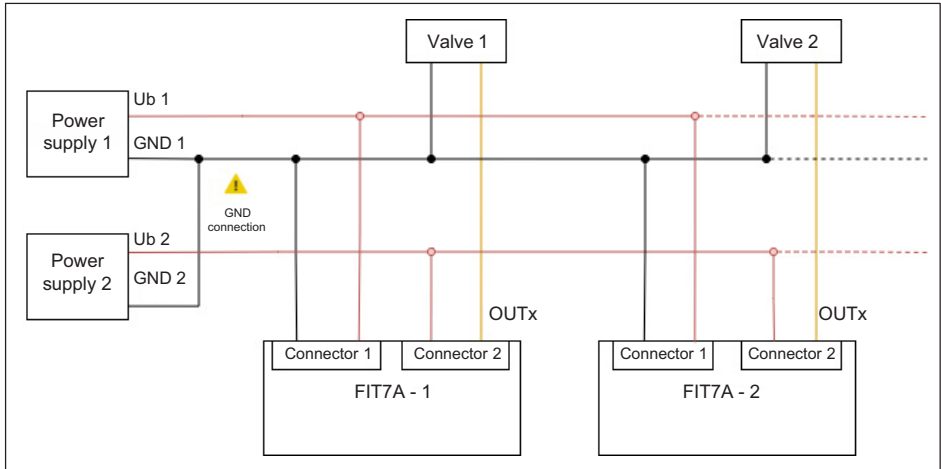 Valve 1
Valve 2
Ub 1
Power
supply 1
GND 1
!
GND
connection
Ub 2
Power
supply 2
GND 2
OUTx
OUTx
Connector 1
Connector 2
Connector 1
Connector 2
FIT7A - 1
FIT7A - 2